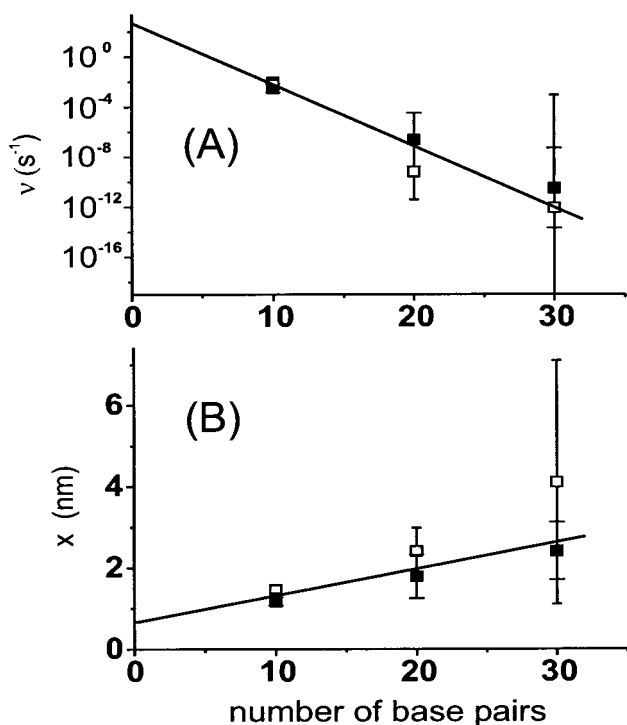 10⁰
10⁻⁴
(A)
10⁻⁸
ν (s⁻¹)
10⁻¹²
10⁻¹⁶
0 10 20 30
6
(B)
4
x (nm)
2
0
0 10 20 30
number of base pairs